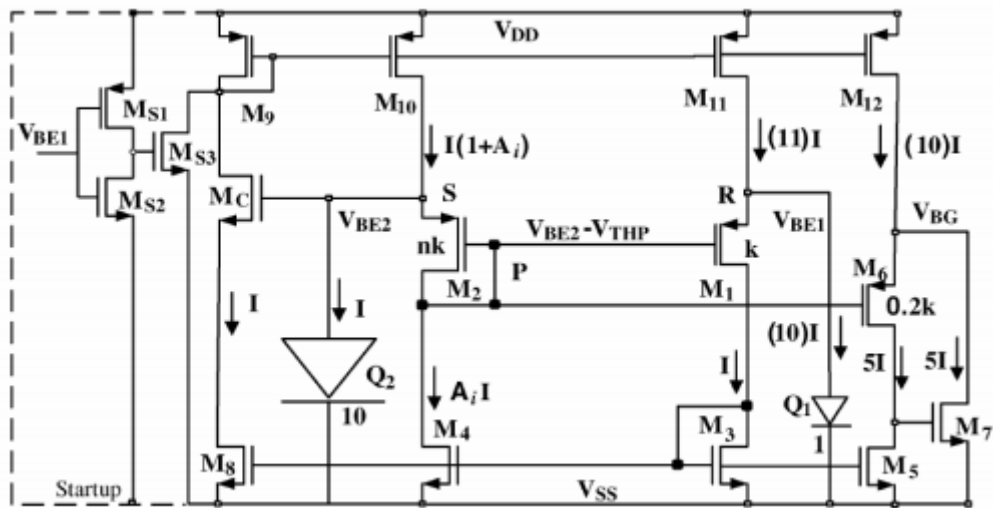 V_DD
M_S1
M_9
M_10
M_11
M_12
V_BE1
M_S3
I(1+A_i)
(11)I
(10)I
M_S2
M_C
S
R
V_BE2
V_BE2-V_THP
V_BE1
V_BG
nk
k
P
M_6
M_2
M_1
0.2k
I
I
(10)I
5I
5I
Q_2
I
10
A_iI
Q_1
M_4
M_3
1
M_7
M_8
M_5
Startup
V_SS